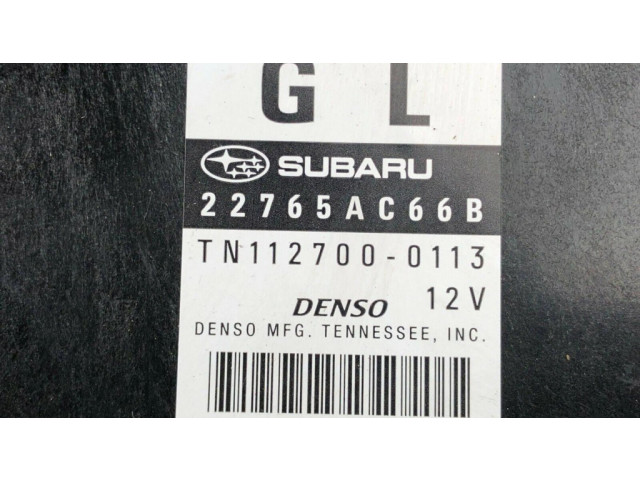 G L
SUBARU
22765AC66B
TN112700-0113
DENSO 12V
DENSO MFG. TENNESSEE, INC.